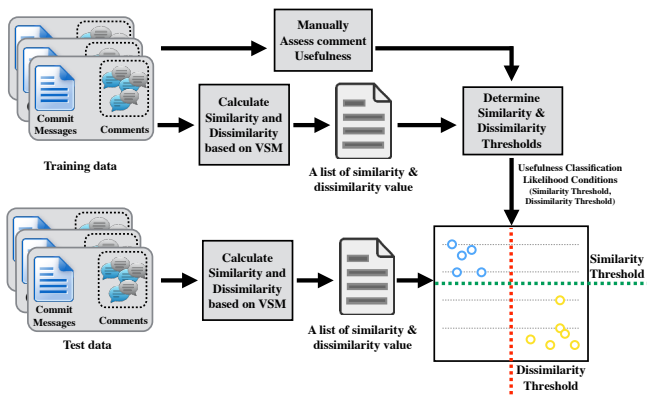 Manually
Assess comment
Usefulness
Commit
Messages
Comments
Training data
Calculate
Similarity and
Dissimilarity
based on VSM
A list of similarity &
dissimilarity value
Determine
Similarity &
Dissimilarity
Thresholds
Usefulness Classification
Likelihood Conditions
(Similarity Threshold,
Dissimilarity Threshold)
Commit
Messages
Comments
Test data
Calculate
Similarity and
Dissimilarity
based on VSM
A list of similarity &
dissimilarity value
Similarity
Threshold
Dissimilarity
Threshold